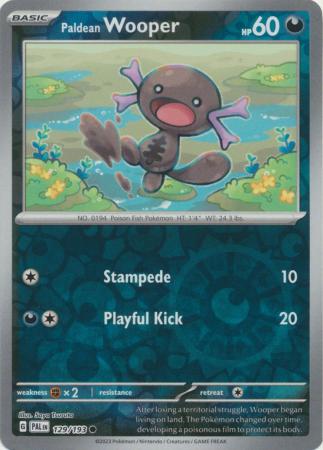 BASIC
Paldean Wooper HP 60
NO. 0194 Poison Fish Pokémon HT: 1'4" WT: 24.3 lbs.
Stampede 10
Playful Kick 20
weakness ×2 resistance retreat
Illus. Saya Tsuruta
G PAL EN 129/193
©2023 Pokémon / Nintendo / Creatures / GAME FREAK
After losing a territorial struggle, Wooper began
living on land. The Pokémon changed over time,
developing a poisonous film to protect its body.